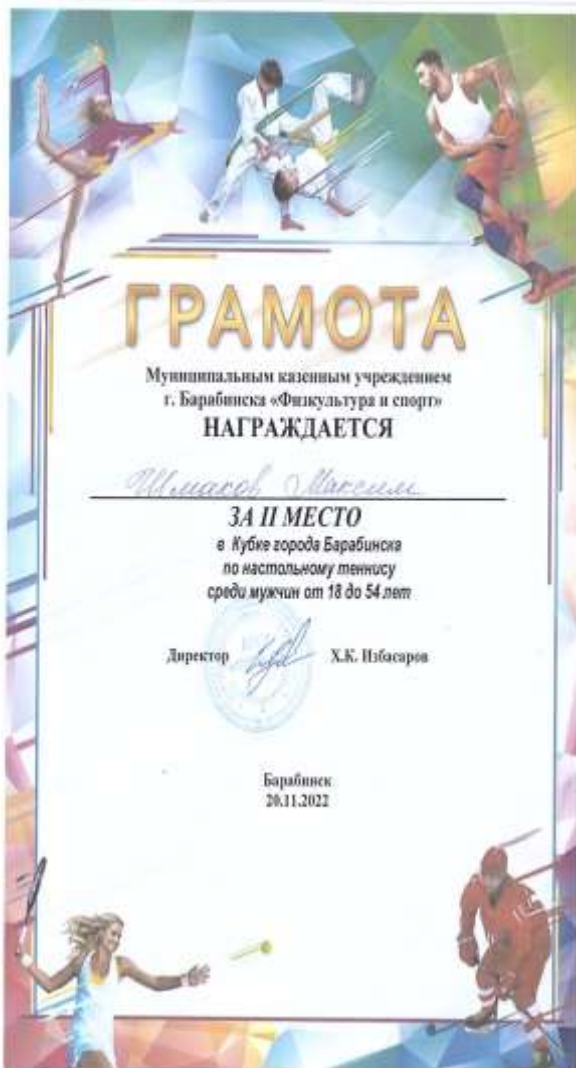 ГРАМОТА
Муниципальным казенным учреждением
г. Барабинска «Физкультура и спорт»
НАГРАЖДАЕТСЯ
Шмаков Максим
ЗА II МЕСТО
в Кубке города Барабинска
по настольному теннису
среди мужчин от 18 до 54 лет
Директор Х.К. Избасаров
Барабинск
20.11.2022